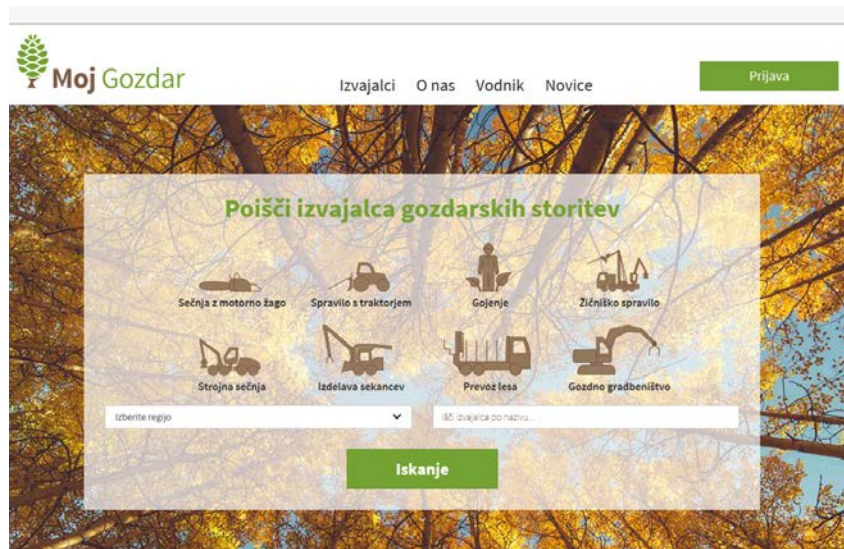 Moj Gozdar
Izvajalci O nas Vodnik Novice
Prijava
Poišči izvajalca gozdarskih storitev
Sečnja z motorno žago
Spravilo s traktorjem
Gojenje
Žičniško spravilo
Strojna sečnja
Izdelava sekancev
Prevoz lesa
Gozdno gradbeništvo
Izberite regijo
Išči izvajalca po nazivu...
Iskanje